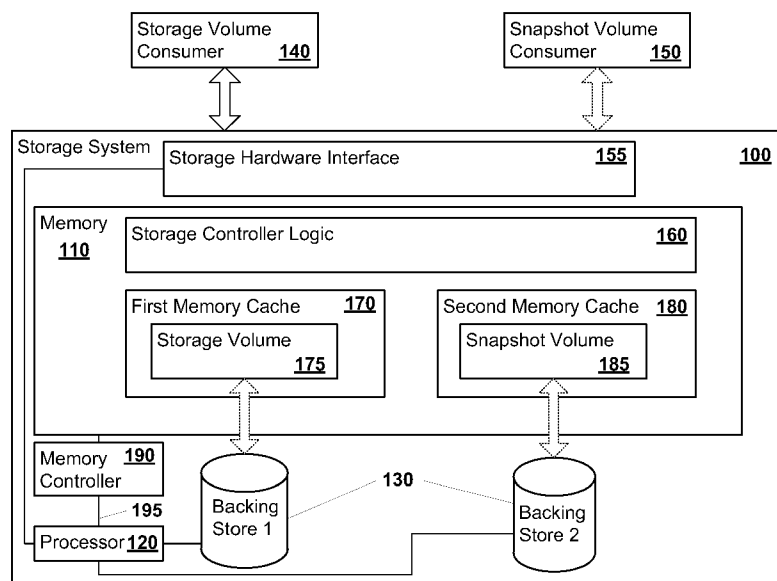 Storage Volume
Consumer 140
Snapshot Volume
Consumer 150
Storage System
Storage Hardware Interface 155
100
Memory
110
Storage Controller Logic 160
First Memory Cache 170
Storage Volume
175
Second Memory Cache 180
Snapshot Volume
185
Memory 190
Controller
195
Processor 120
Backing
Store 1
130
Backing
Store 2